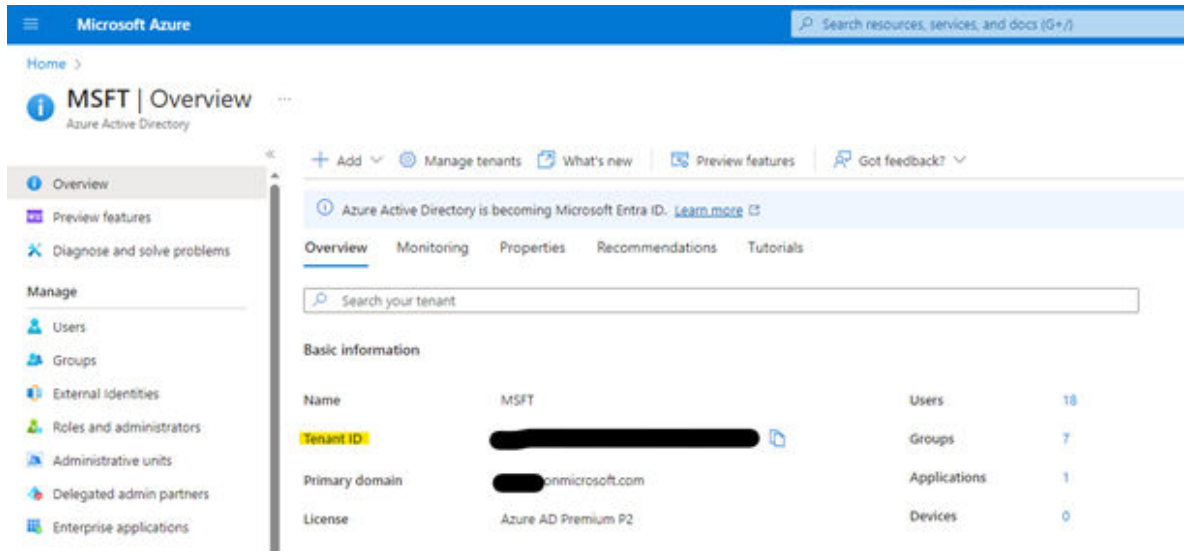 Microsoft Azure
Search resources, services, and docs (G+/)
Home >
MSFT | Overview ...
Azure Active Directory
«
Overview
Preview features
Diagnose and solve problems
Manage
Users
Groups
External Identities
Roles and administrators
Administrative units
Delegated admin partners
Enterprise applications
Add Manage tenants What's new Preview features Got feedback?
Azure Active Directory is becoming Microsoft Entra ID. Learn more
Overview Monitoring Properties Recommendations Tutorials
Search your tenant
Basic information
Name MSFT Users 18
Tenant ID Groups 7
Primary domain onmicrosoft.com Applications 1
License Azure AD Premium P2 Devices 0